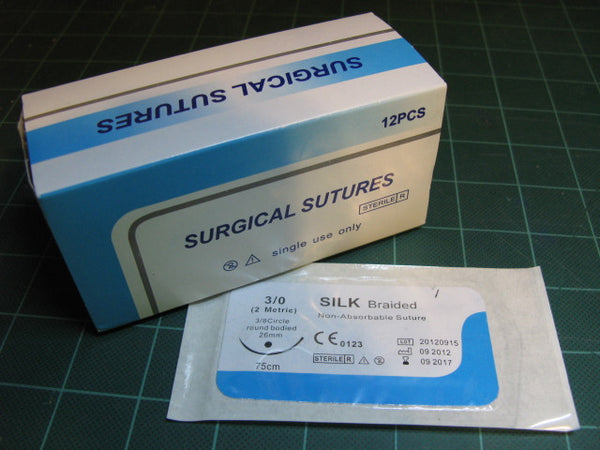 SURGICAL SUTURES
12PCS
SURGICAL SUTURES
STERILE R
single use only
3/0
(2 Metric)
3/8Circle
round bodied
26mm
75cm
SILK Braided
Non-Absorbable Suture
CE 0123
STERILE R
LOT 20120915
09 2012
09 2017